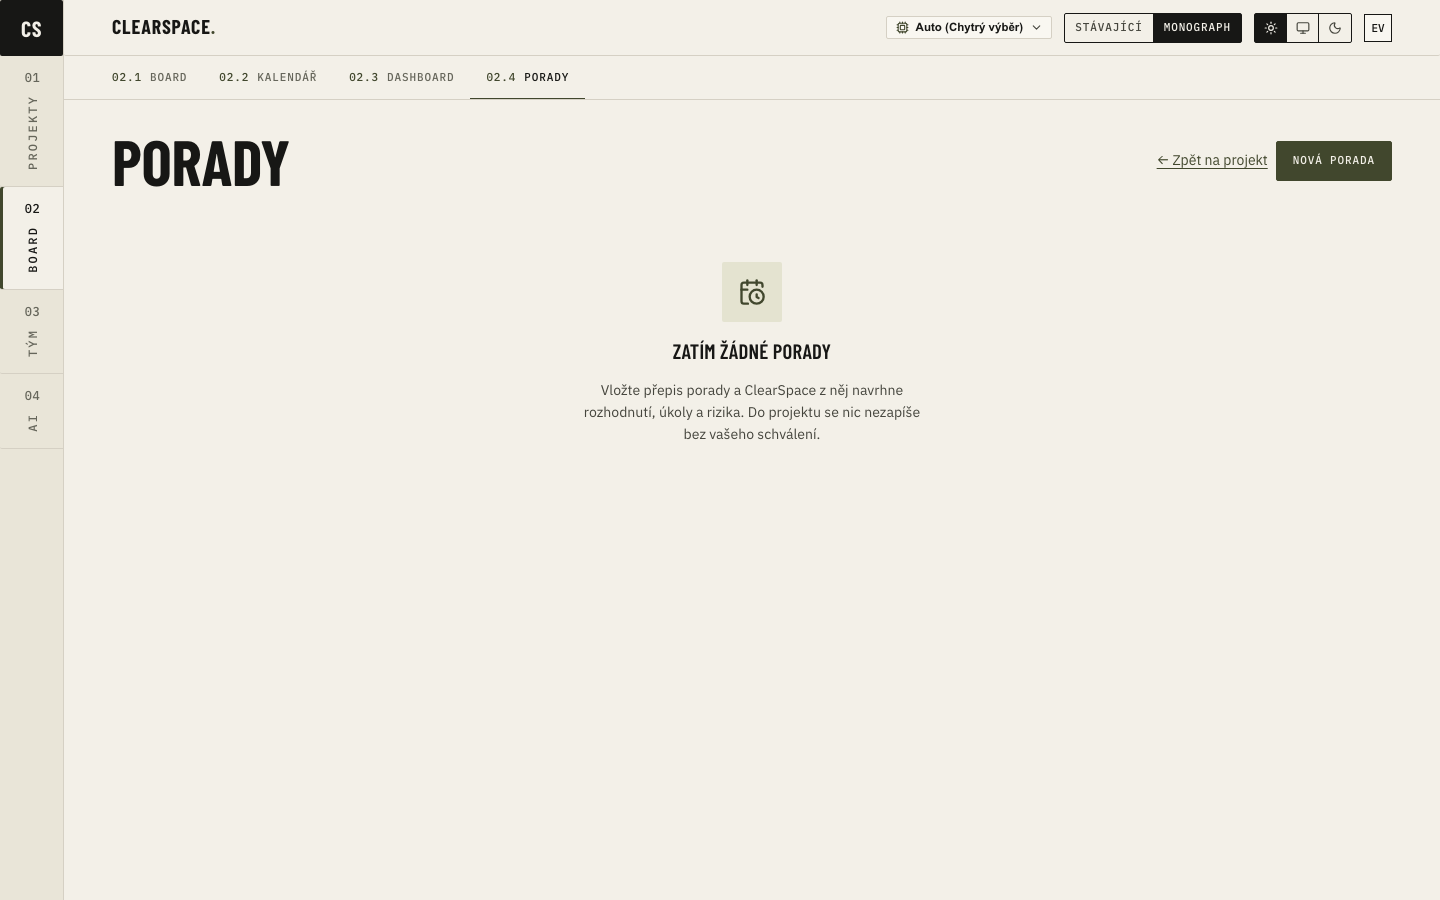 CS
CLEARSPACE.
Auto (Chytrý výběr)
STÁVAJÍCÍ
MONOGRAPH
EV
02.1 BOARD
02.2 KALENDÁŘ
02.3 DASHBOARD
02.4 PORADY
01
PROJEKTY
02
BOARD
03
TÝM
04
AI
PORADY
← Zpět na projekt
NOVÁ PORADA
ZATÍM ŽÁDNÉ PORADY
Vložte přepis porady a ClearSpace z něj navrhne
rozhodnutí, úkoly a rizika. Do projektu se nic nezapíše
bez vašeho schválení.